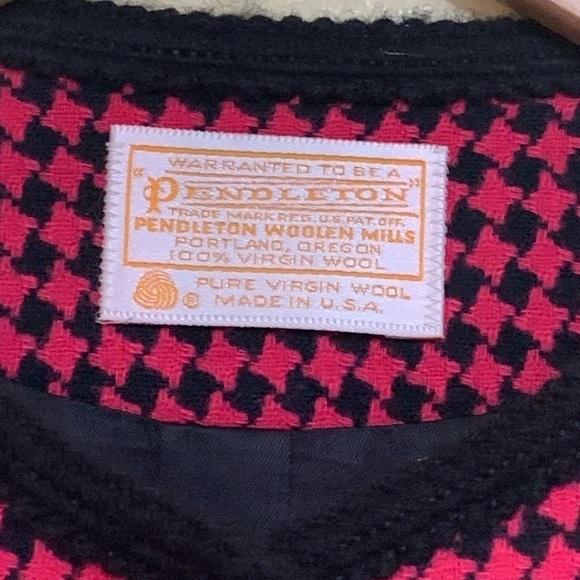 WARRANTED TO BE A
"PENDLETON"
TRADE MARK REG. U.S. PAT. OFF.
PENDLETON WOOLEN MILLS
PORTLAND, OREGON
100% VIRGIN WOOL
PURE VIRGIN WOOL
® MADE IN U.S.A.